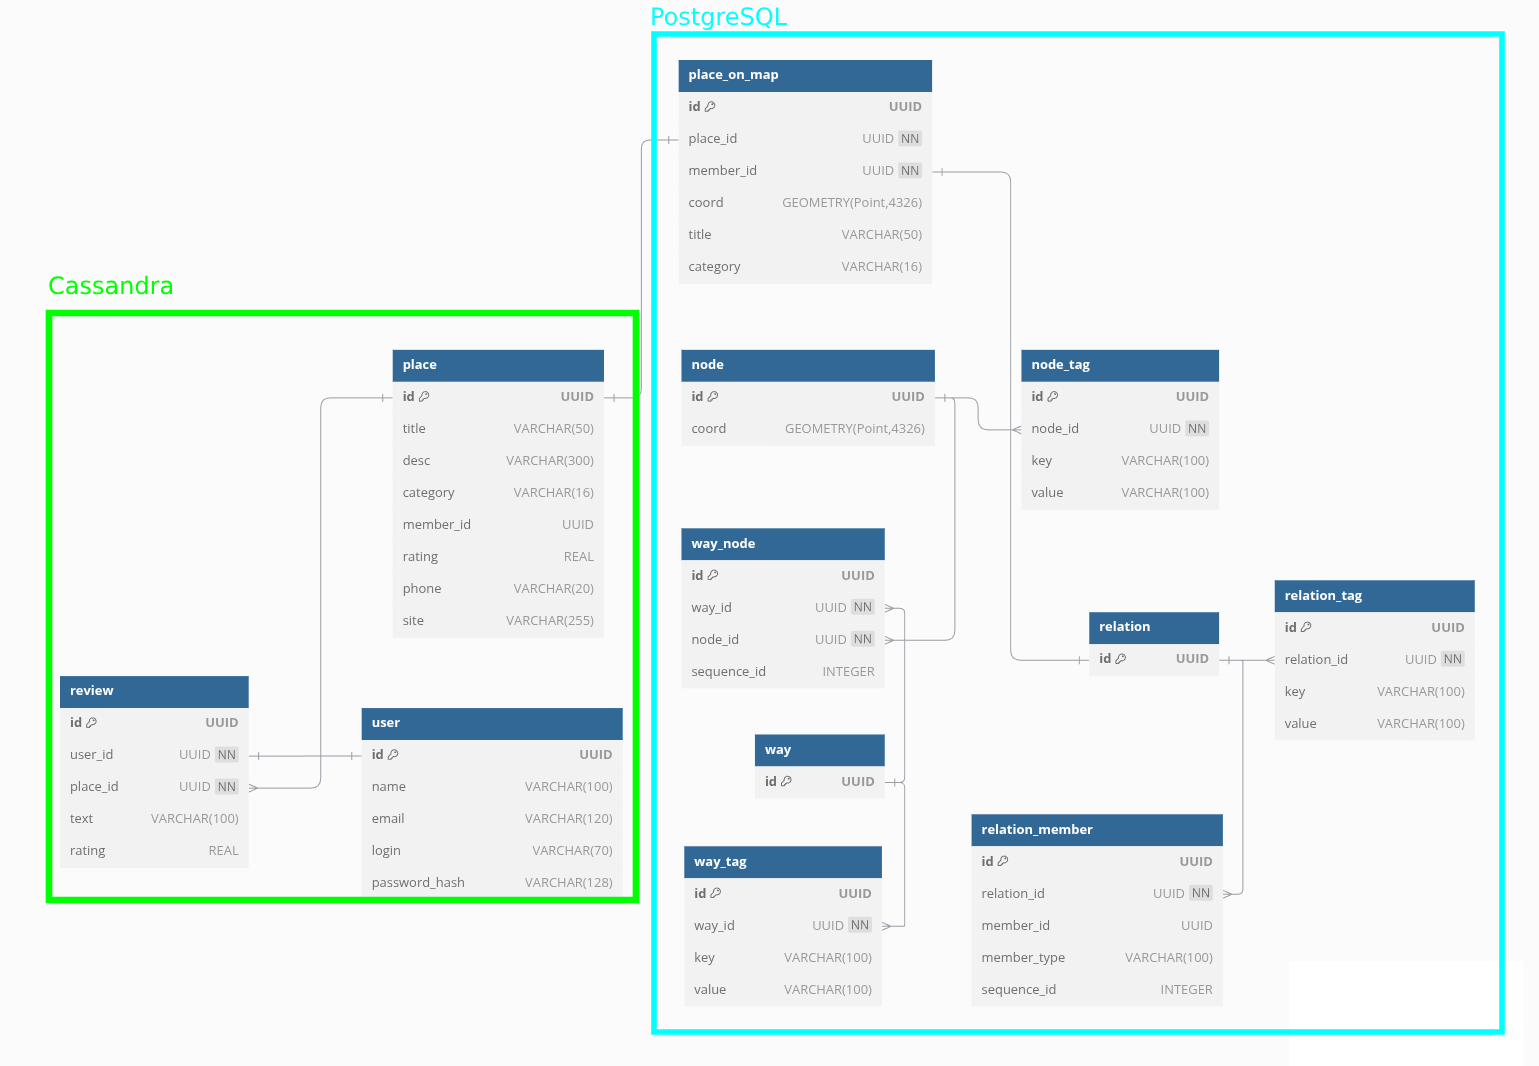 PostgreSQL
place_on_map
id UUID
place_id UUID NN
member_id UUID NN
coord GEOMETRY(Point,4326)
title VARCHAR(50)
category VARCHAR(16)
Cassandra
place
id UUID
title VARCHAR(50)
desc VARCHAR(300)
category VARCHAR(16)
member_id UUID
rating REAL
phone VARCHAR(20)
site VARCHAR(255)
node
id UUID
coord GEOMETRY(Point,4326)
node_tag
id UUID
node_id UUID NN
key VARCHAR(100)
value VARCHAR(100)
way_node
id UUID
way_id UUID NN
node_id UUID NN
sequence_id INTEGER
relation_tag
id UUID
relation_id UUID NN
key VARCHAR(100)
value VARCHAR(100)
relation
id UUID
review
id UUID
user_id UUID NN
place_id UUID NN
text VARCHAR(100)
rating REAL
user
id UUID
name VARCHAR(100)
email VARCHAR(120)
login VARCHAR(70)
password_hash VARCHAR(128)
way
id UUID
way_tag
id UUID
way_id UUID NN
key VARCHAR(100)
value VARCHAR(100)
relation_member
id UUID
relation_id UUID NN
member_id UUID
member_type VARCHAR(100)
sequence_id INTEGER